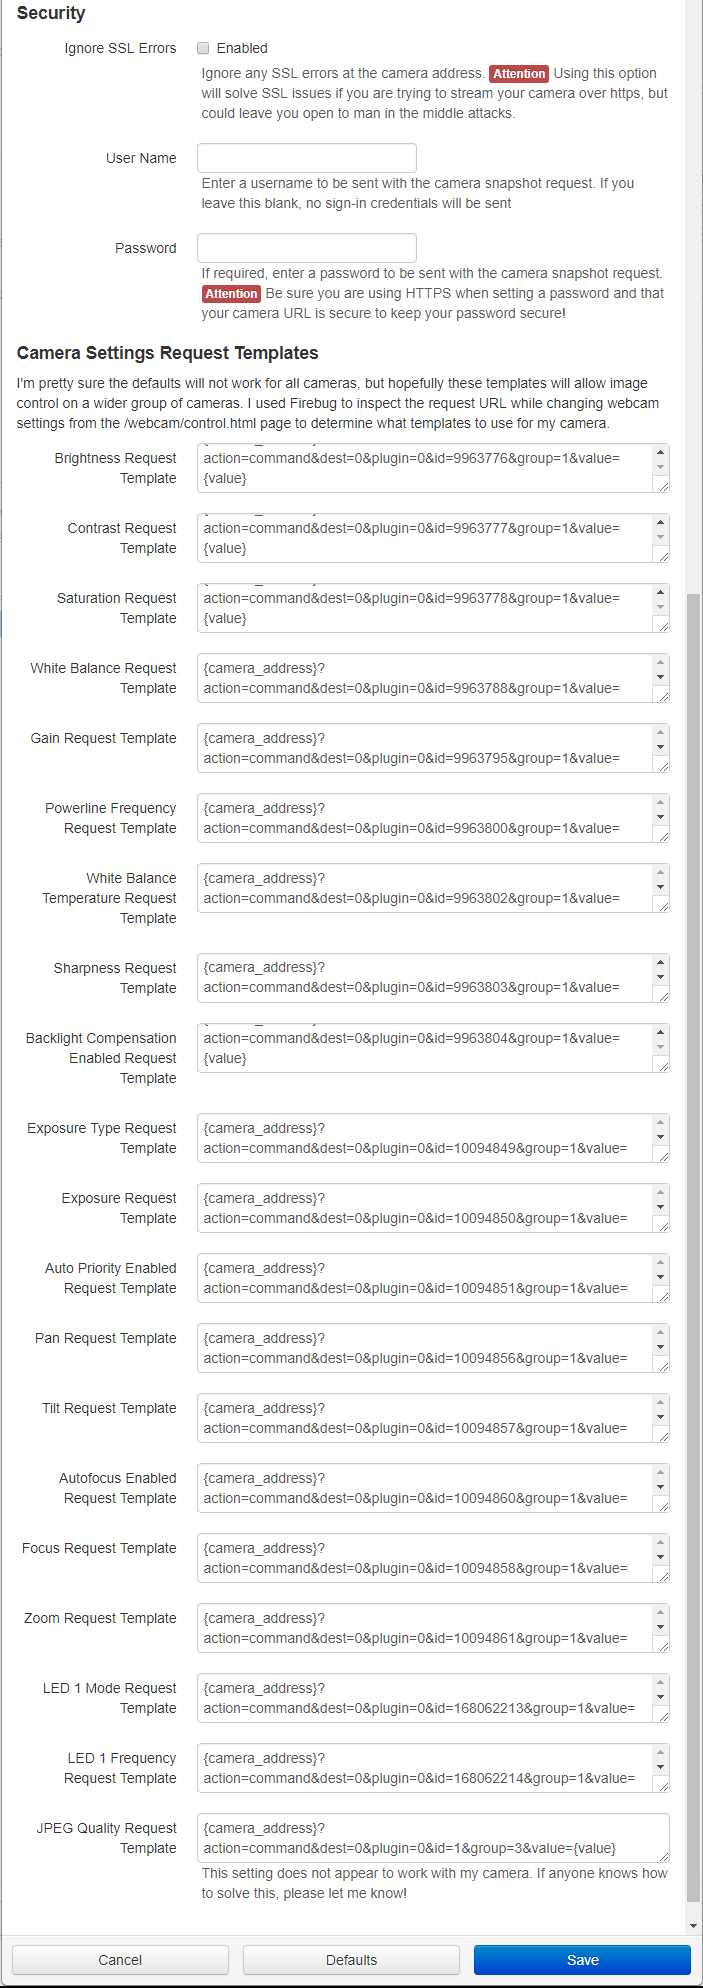 Security
Ignore SSL Errors
Enabled
Ignore any SSL errors at the camera address. Attention Using this option
will solve SSL issues if you are trying to stream your camera over https, but
could leave you open to man in the middle attacks.
User Name
Enter a username to be sent with the camera snapshot request. If you
leave this blank, no sign-in credentials will be sent
Password
If required, enter a password to be sent with the camera snapshot request.
Attention Be sure you are using HTTPS when setting a password and that
your camera URL is secure to keep your password secure!
Camera Settings Request Templates
I'm pretty sure the defaults will not work for all cameras, but hopefully these templates will allow image
control on a wider group of cameras. I used Firebug to inspect the request URL while changing webcam
settings from the /webcam/control.html page to determine what templates to use for my camera.
Brightness Request
Template
{camera_address}?
action=command&dest=0&plugin=0&id=9963776&group=1&value=
{value}
Contrast Request
Template
action=command&dest=0&plugin=0&id=9963777&group=1&value=
{value}
Saturation Request
Template
action=command&dest=0&plugin=0&id=9963778&group=1&value=
{value}
White Balance Request
Template
{camera_address}?
action=command&dest=0&plugin=0&id=9963788&group=1&value=
Gain Request Template
{camera_address}?
action=command&dest=0&plugin=0&id=9963795&group=1&value=
Powerline Frequency
Request Template
{camera_address}?
action=command&dest=0&plugin=0&id=9963800&group=1&value=
White Balance
Temperature Request
Template
{camera_address}?
action=command&dest=0&plugin=0&id=9963802&group=1&value=
Sharpness Request
Template
{camera_address}?
action=command&dest=0&plugin=0&id=9963803&group=1&value=
Backlight Compensation
Enabled Request
Template
action=command&dest=0&plugin=0&id=9963804&group=1&value=
{value}
Exposure Type Request
Template
{camera_address}?
action=command&dest=0&plugin=0&id=10094849&group=1&value=
Exposure Request
Template
{camera_address}?
action=command&dest=0&plugin=0&id=10094850&group=1&value=
Auto Priority Enabled
Request Template
{camera_address}?
action=command&dest=0&plugin=0&id=10094851&group=1&value=
Pan Request Template
{camera_address}?
action=command&dest=0&plugin=0&id=10094856&group=1&value=
Tilt Request Template
{camera_address}?
action=command&dest=0&plugin=0&id=10094857&group=1&value=
Autofocus Enabled
Request Template
{camera_address}?
action=command&dest=0&plugin=0&id=10094860&group=1&value=
Focus Request Template
{camera_address}?
action=command&dest=0&plugin=0&id=10094858&group=1&value=
Zoom Request Template
{camera_address}?
action=command&dest=0&plugin=0&id=10094861&group=1&value=
LED 1 Mode Request
Template
{camera_address}?
action=command&dest=0&plugin=0&id=168062213&group=1&value=
LED 1 Frequency
Request Template
{camera_address}?
action=command&dest=0&plugin=0&id=168062214&group=1&value=
JPEG Quality Request
Template
{camera_address}?
action=command&dest=0&plugin=0&id=1&group=3&value={value}
This setting does not appear to work with my camera. If anyone knows how
to solve this, please let me know!
Cancel
Defaults
Save